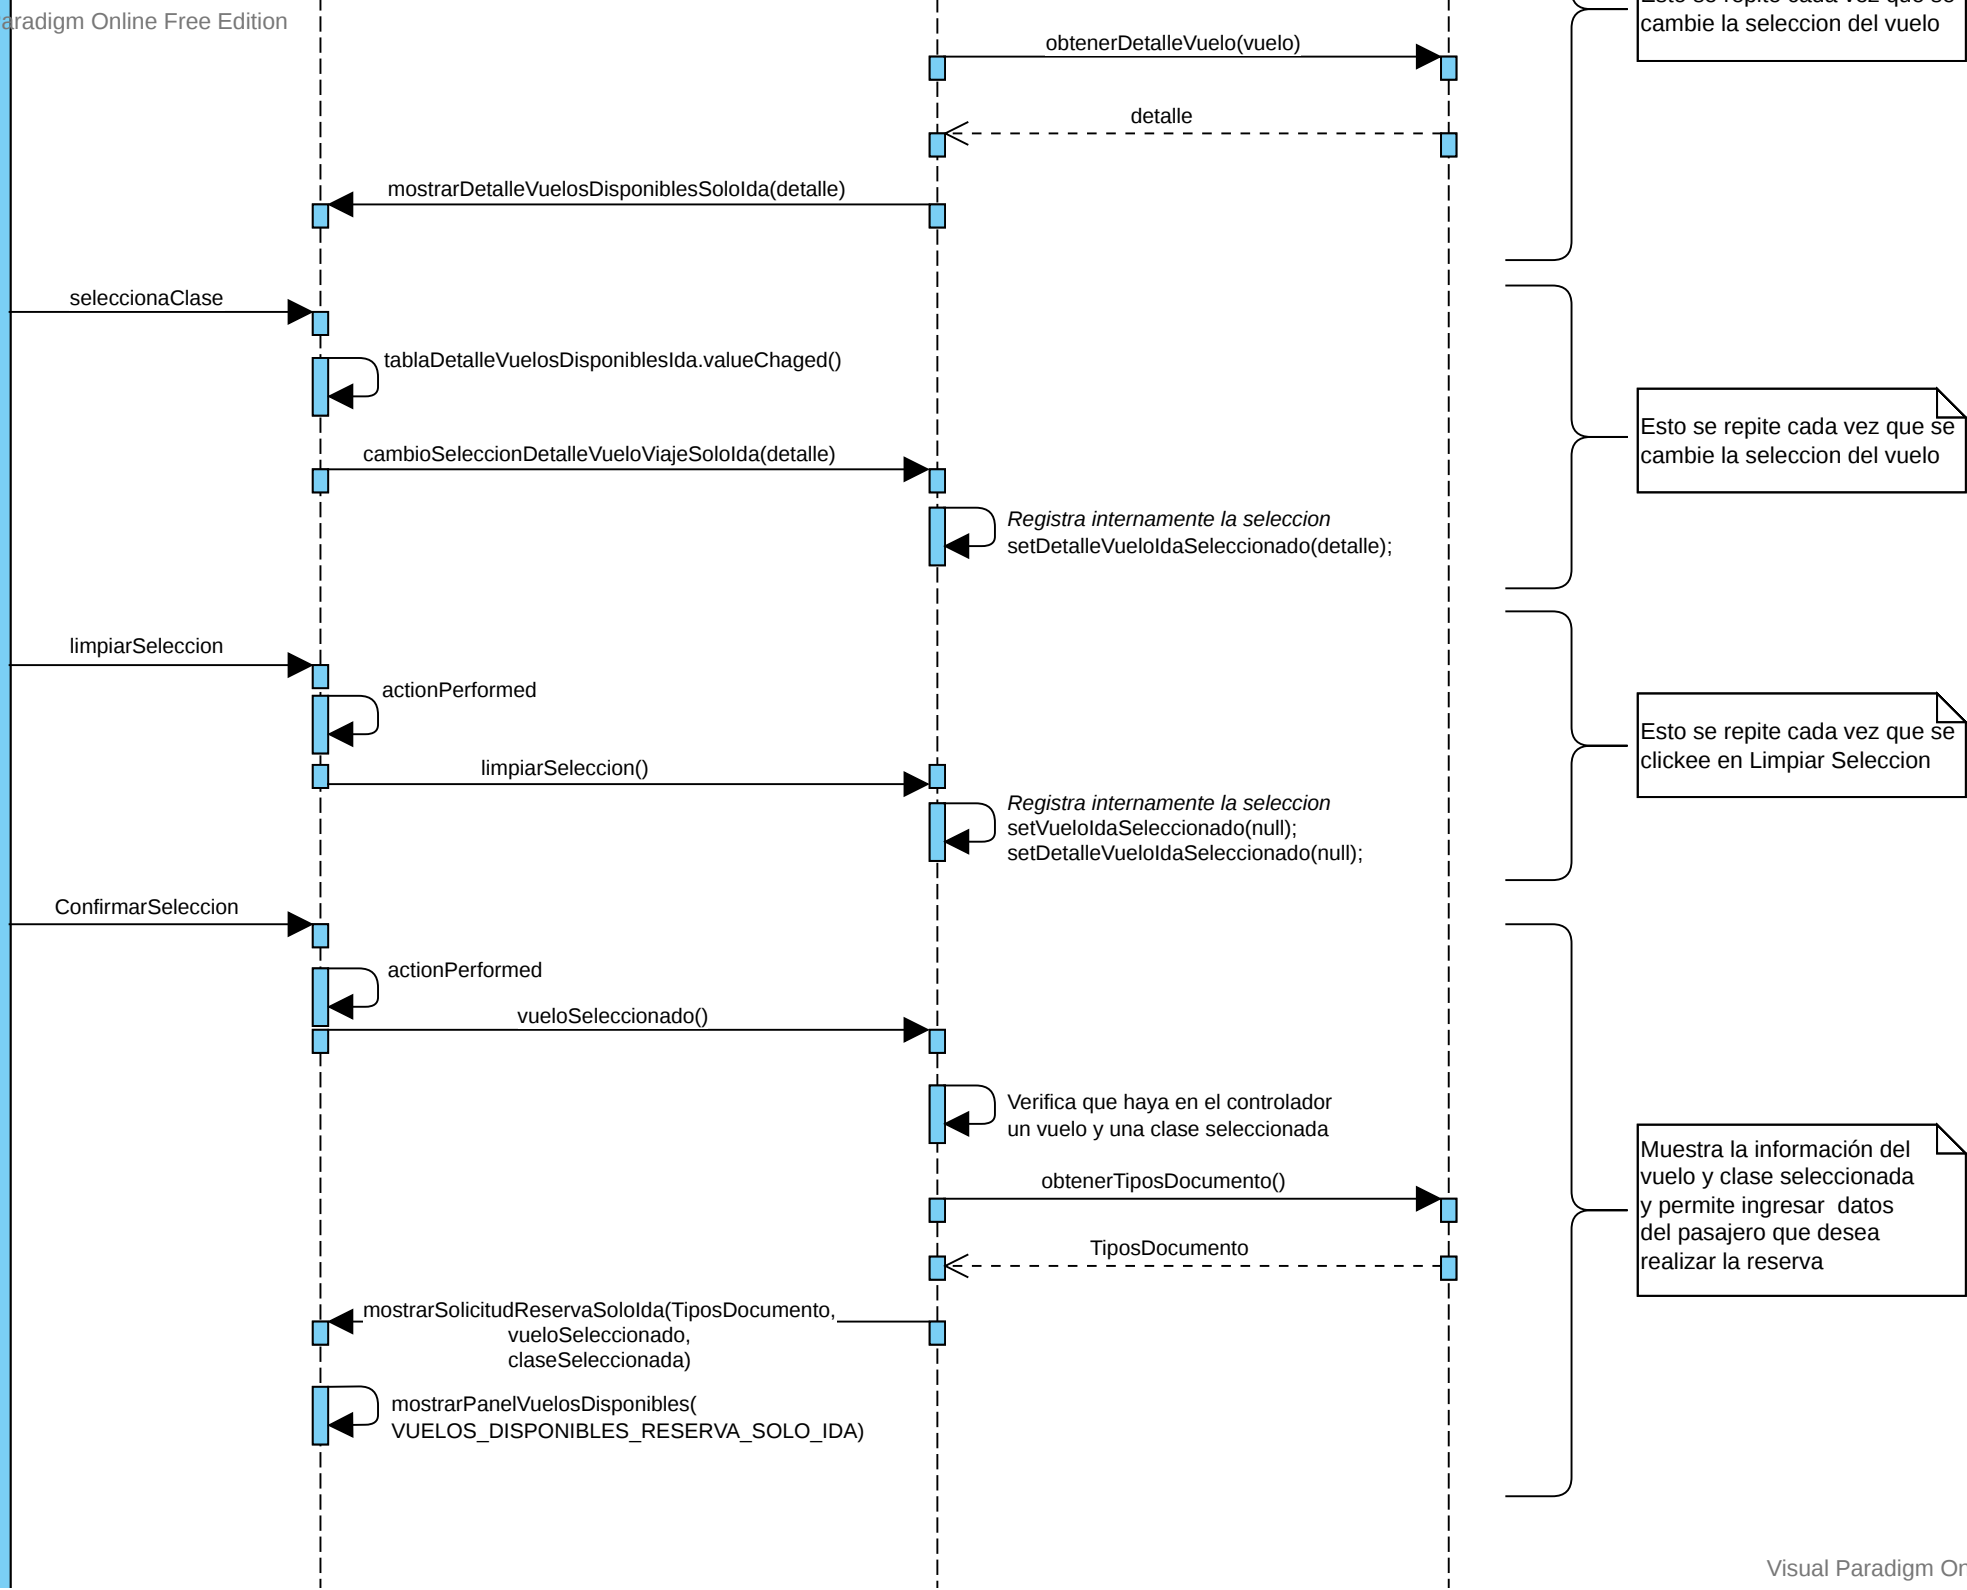 aradigm Online Free Edition
cambie la seleccion del vuelo
obtenerDetalleVuelo(vuelo)
detalle
mostrarDetalleVuelosDisponiblesSoloIda(detalle)
seleccionaClase
tablaDetalleVuelosDisponiblesIda.valueChaged()
Esto se repite cada vez que se
cambie la seleccion del vuelo
cambioSeleccionDetalleVueloViajeSoloIda(detalle)
Registra internamente la seleccion
setDetalleVueloIdaSeleccionado(detalle);
limpiarSeleccion
actionPerformed
Esto se repite cada vez que se
clickee en Limpiar Seleccion
limpiarSeleccion()
Registra internamente la seleccion
setVueloIdaSeleccionado(null);
setDetalleVueloIdaSeleccionado(null);
ConfirmarSeleccion
actionPerformed
vueloSeleccionado()
Verifica que haya en el controlador
un vuelo y una clase seleccionada
Muestra la información del
vuelo y clase seleccionada
y permite ingresar  datos
del pasajero que desea
realizar la reserva
obtenerTiposDocumento()
TiposDocumento
mostrarSolicitudReservaSoloIda(TiposDocumento,
vueloSeleccionado,
claseSeleccionada)
mostrarPanelVuelosDisponibles(
VUELOS_DISPONIBLES_RESERVA_SOLO_IDA)
Visual Paradigm On